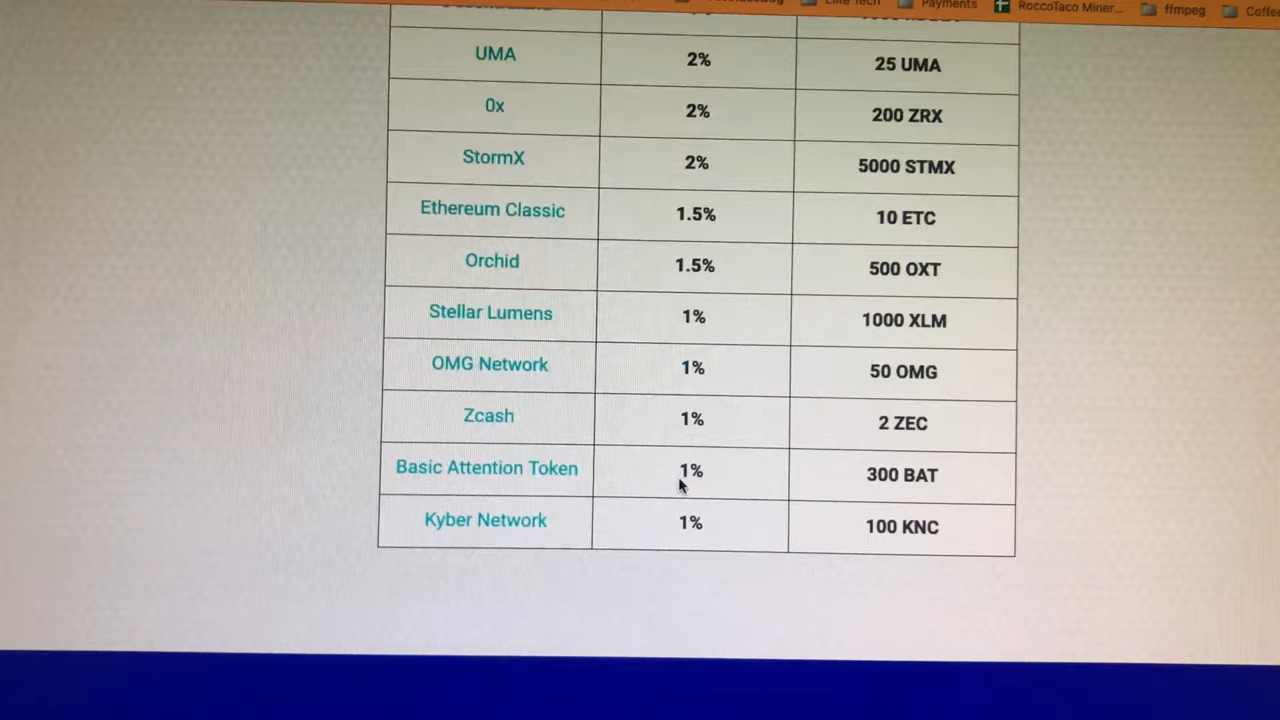 Payments RoccoTaco Miner... ffmpeg
UMA 2% 25 UMA
0x 2% 200 ZRX
StormX 2% 5000 STMX
Ethereum Classic 1.5% 10 ETC
Orchid 1.5% 500 OXT
Stellar Lumens 1% 1000 XLM
OMG Network 1% 50 OMG
Zcash 1% 2 ZEC
Basic Attention Token 1% 300 BAT
Kyber Network 1% 100 KNC